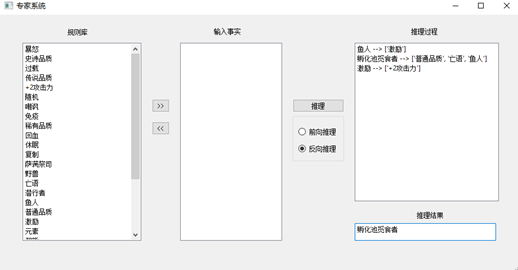 专家系统
规则库
输入事实
推理过程
暴怒
史诗品质
过载
传说品质
+2攻击力
随机
嘲讽
免疫
稀有品质
回血
休眠
复制
萨满祭司
野兽
亡语
潜行者
鱼人
普通品质
激励
元素
>>
<<
推理
前向推理
反向推理
鱼人 --> ['激励']
孵化池觅食者 --> ['普通品质', '亡语', '鱼人']
激励 --> ['+2攻击力']
推理结果
孵化池觅食者